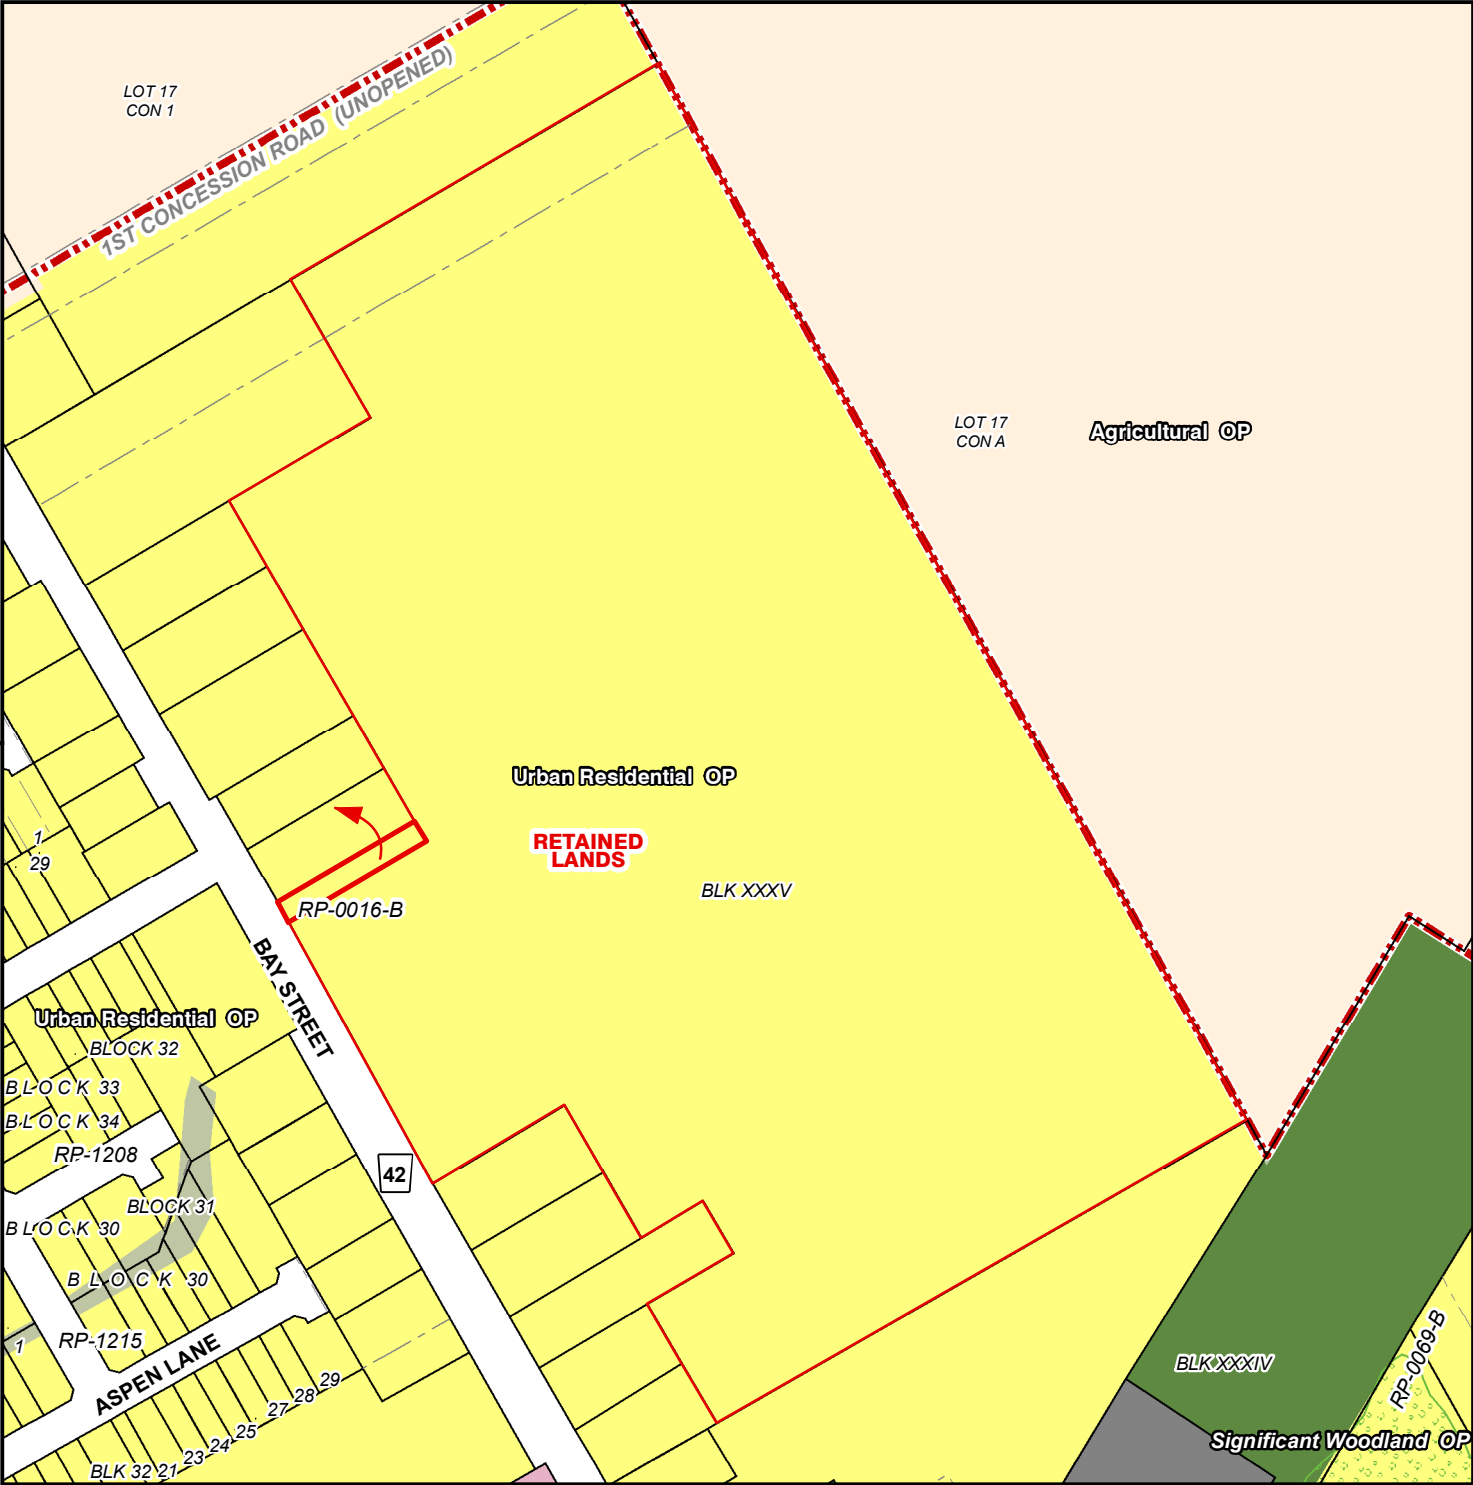 LOT 17
CON 1
1ST CONCESSION ROAD (UNOPENED)
LOT 17
CON A
Agricultural OP
Urban Residential OP
RETAINED
LANDS
BLK XXXV
1
29
RP-0016-B
BAY STREET
Urban Residential OP
BLOCK 32
BLOCK 33
BLOCK 34
RP-1208
42
BLOCK 31
BLOCK 30
BLOCK 30
RP-1215
1
ASPEN LANE
29
28
27
25
24
23
21
BLK 32
BLK XXXIV
RP-0069-B
Significant Woodland OP